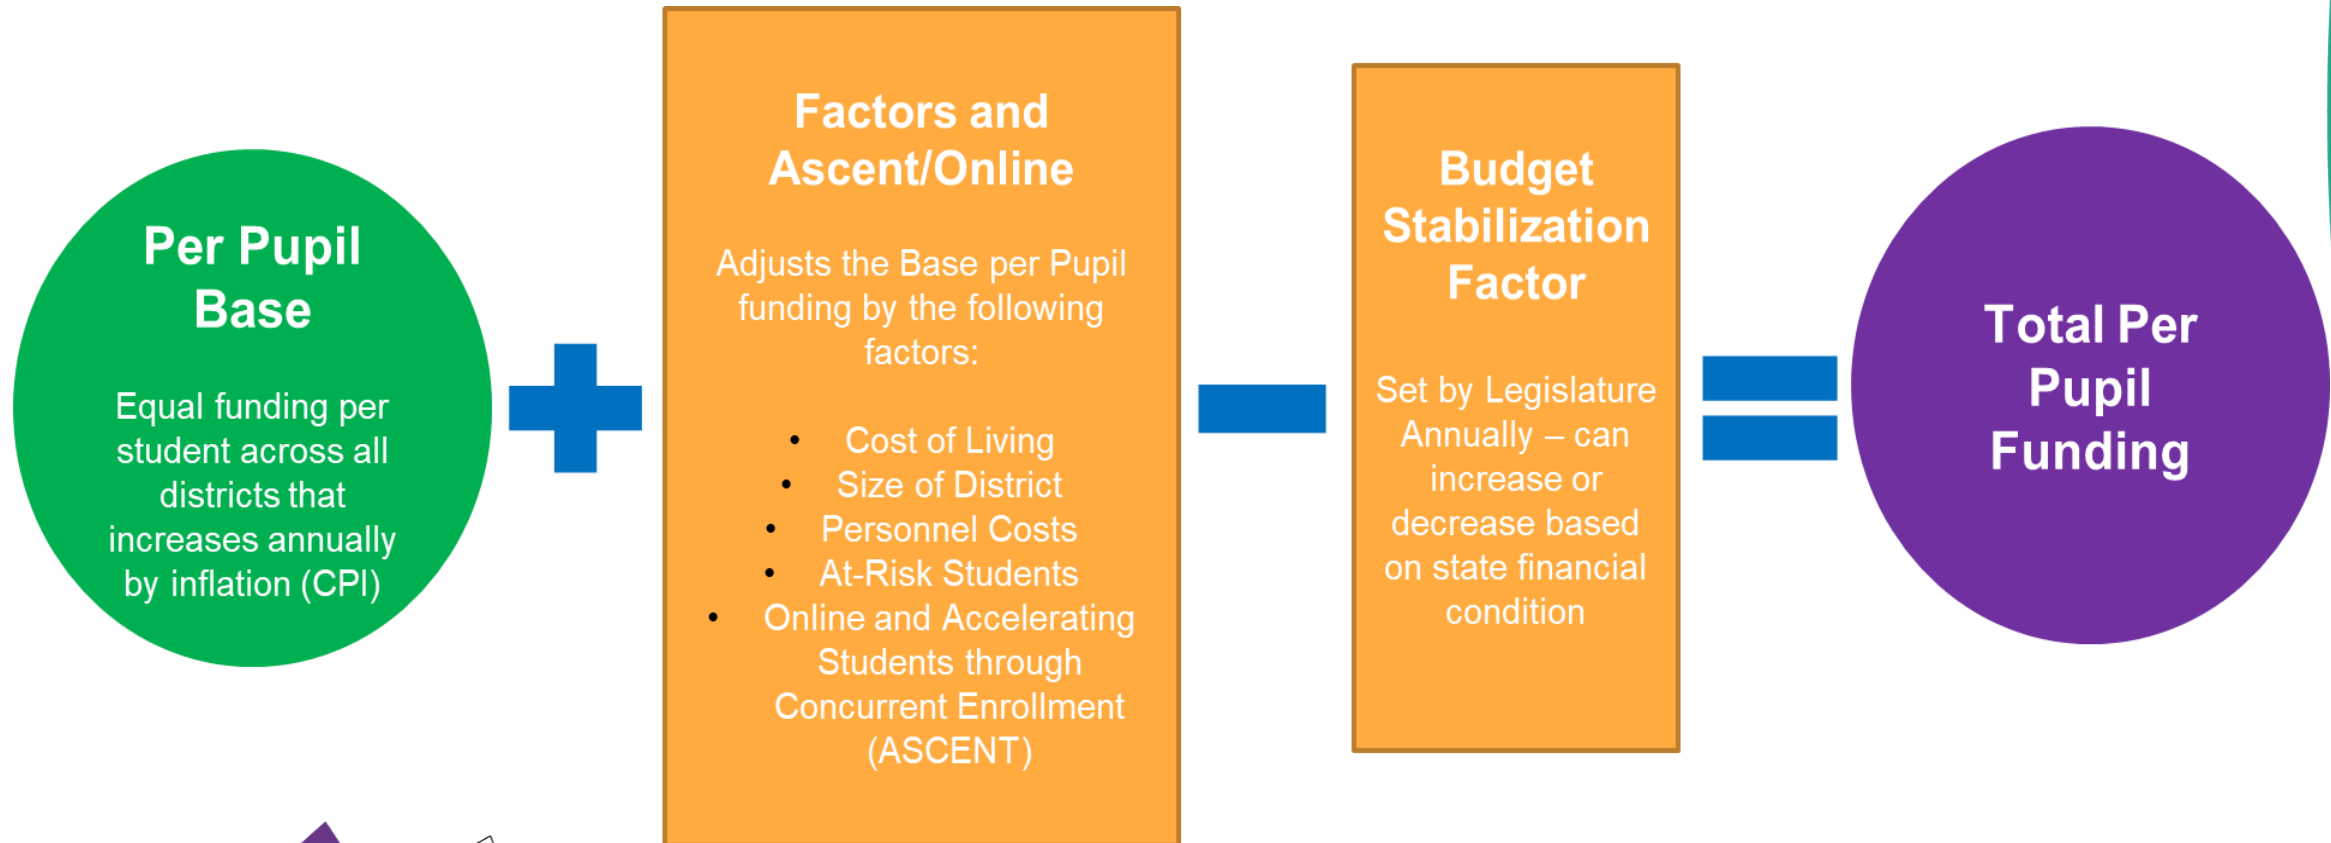 Per Pupil
Base
Equal funding per
student across all
districts that
increases annually
by inflation (CPI)
Factors and
Ascent/Online
Adjusts the Base per Pupil
funding by the following
factors:
• Cost of Living
• Size of District
• Personnel Costs
• At-Risk Students
• Online and Accelerating
Students through
Concurrent Enrollment
(ASCENT)
Budget
Stabilization
Factor
Set by Legislature
Annually – can
increase or
decrease based
on state financial
condition
Total Per
Pupil
Funding